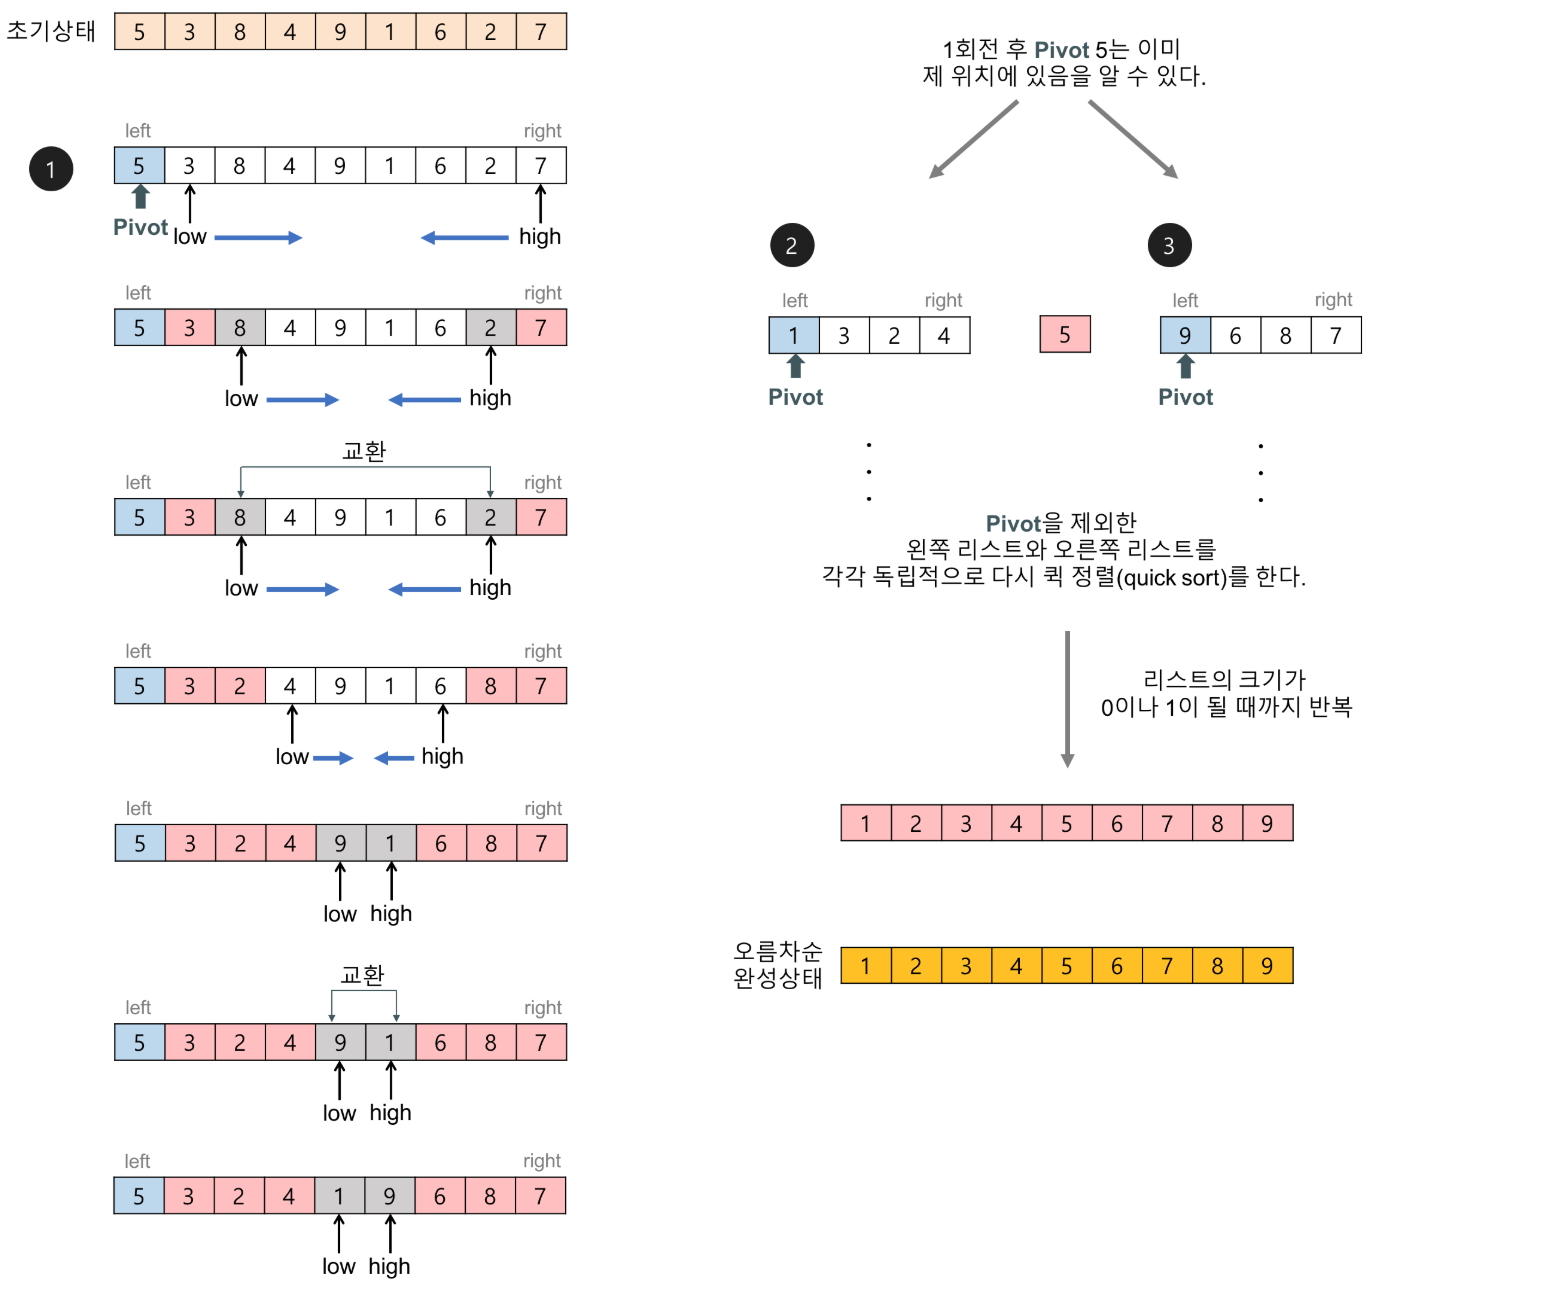 초기상태 5 3 8 4 9 1 6 2 7
1
left right
5 3 8 4 9 1 6 2 7
Pivot low high
left right
5 3 8 4 9 1 6 2 7
low high
교환
left right
5 3 8 4 9 1 6 2 7
low high
left right
5 3 2 4 9 1 6 8 7
low high
left right
5 3 2 4 9 1 6 8 7
low high
교환
left right
5 3 2 4 9 1 6 8 7
low high
left right
5 3 2 4 1 9 6 8 7
low high
1회전 후 Pivot 5는 이미
제 위치에 있음을 알 수 있다.
2
left right
1 3 2 4
Pivot
5
3
left right
9 6 8 7
Pivot
Pivot을 제외한
왼쪽 리스트와 오른쪽 리스트를
각각 독립적으로 다시 퀵 정렬(quick sort)를 한다.
리스트의 크기가
0이나 1이 될 때까지 반복
1 2 3 4 5 6 7 8 9
오름차순
완성상태
1 2 3 4 5 6 7 8 9